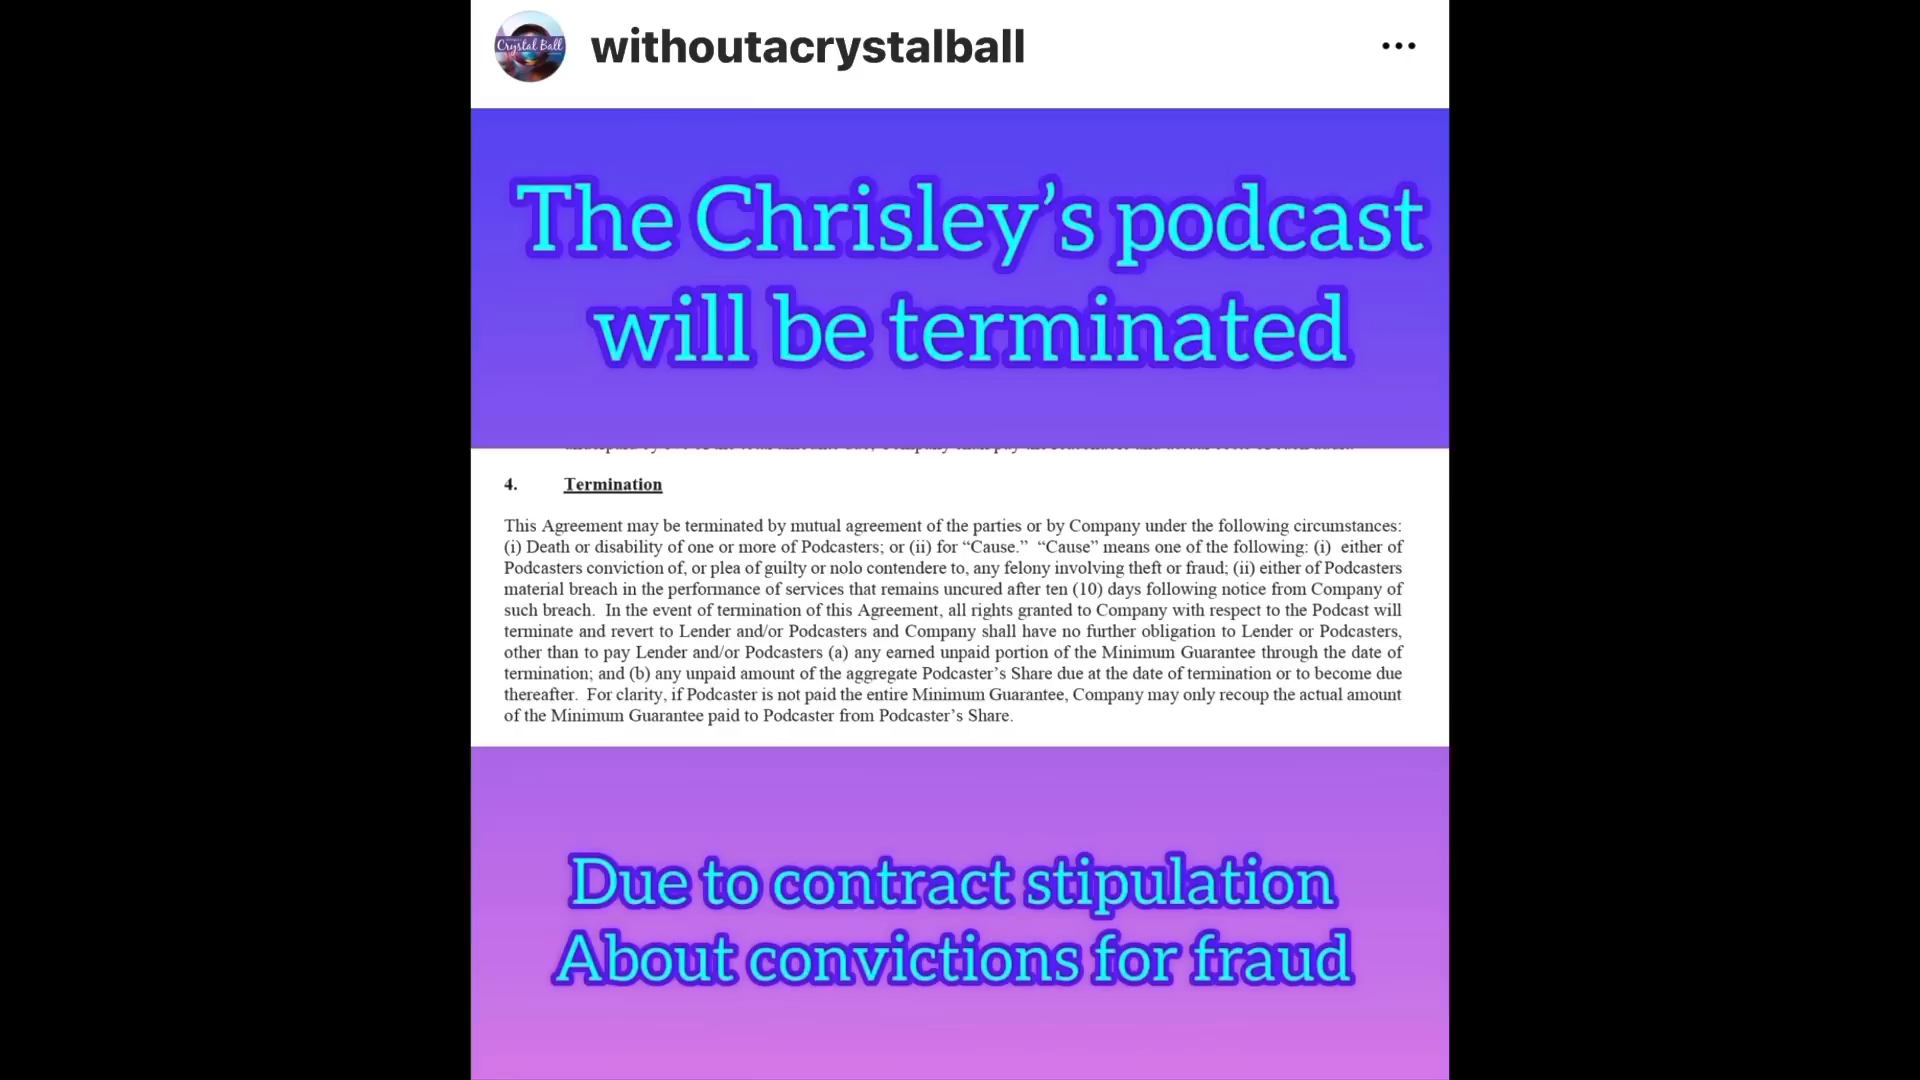 Crystal Ball
withoutacrystalball
The Chrisley’s podcast
will be terminated
4. Termination
This Agreement may be terminated by mutual agreement of the parties or by Company under the following circumstances:
(i) Death or disability of one or more of Podcasters; or (ii) for “Cause.” “Cause” means one of the following: (i) either of
Podcasters conviction of, or plea of guilty or nolo contendere to, any felony involving theft or fraud; (ii) either of Podcasters
material breach in the performance of services that remains uncured after ten (10) days following notice from Company of
such breach. In the event of termination of this Agreement, all rights granted to Company with respect to the Podcast will
terminate and revert to Lender and/or Podcasters and Company shall have no further obligation to Lender or Podcasters,
other than to pay Lender and/or Podcasters (a) any earned unpaid portion of the Minimum Guarantee through the date of
termination; and (b) any unpaid amount of the aggregate Podcaster’s Share due at the date of termination or to become due
thereafter. For clarity, if Podcaster is not paid the entire Minimum Guarantee, Company may only recoup the actual amount
of the Minimum Guarantee paid to Podcaster from Podcaster’s Share.
Due to contract stipulation
About convictions for fraud